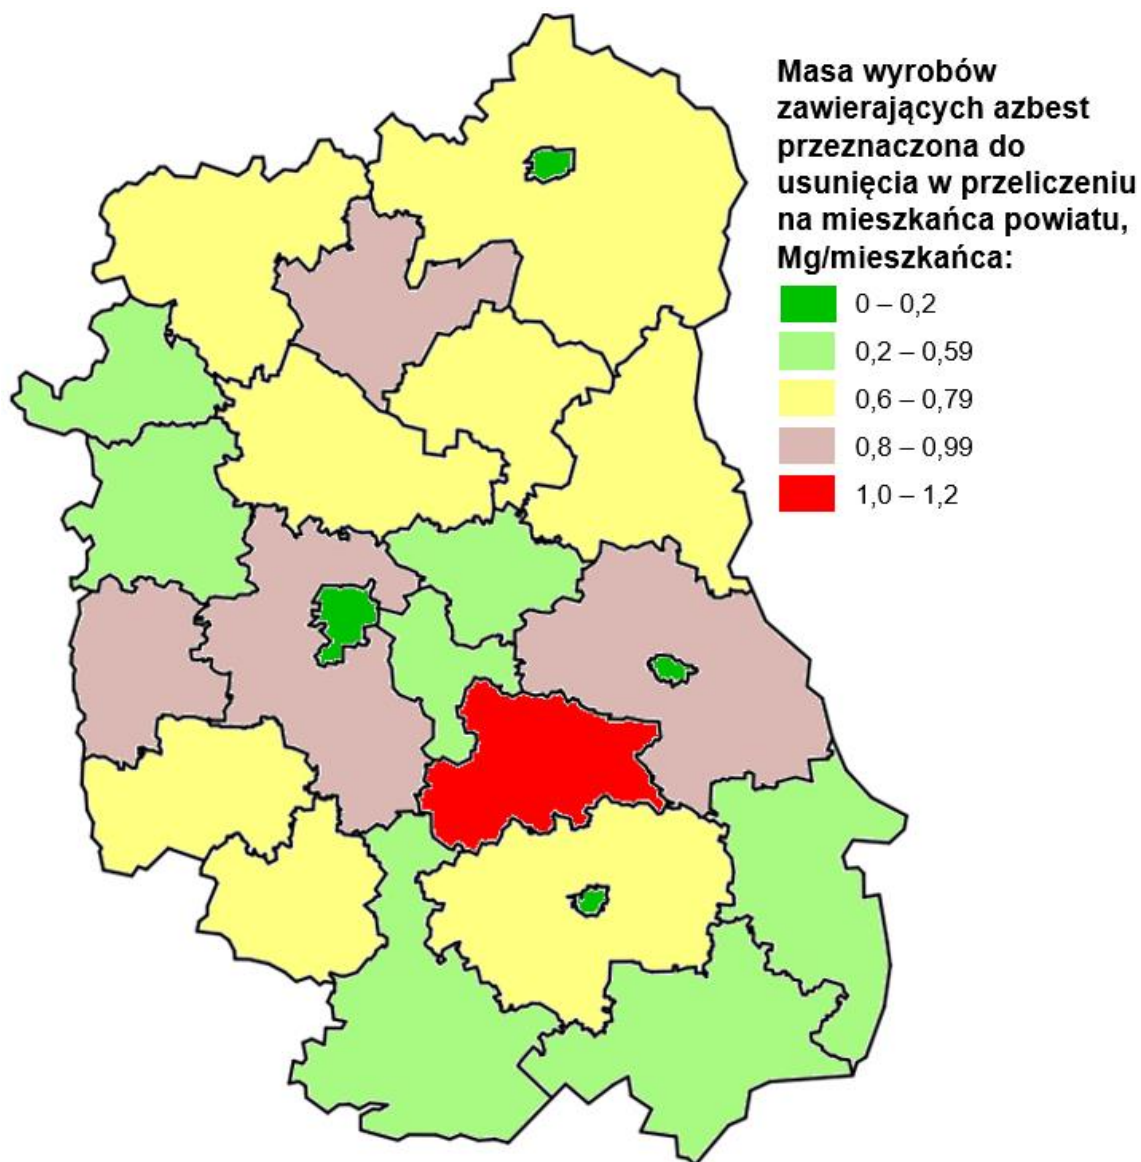 Masa wyrobów
zawierających azbest
przeznaczona do
usunięcia w przeliczeniu
na mieszkańca powiatu,
Mg/mieszkańca:
0 – 0,2
0,2 – 0,59
0,6 – 0,79
0,8 – 0,99
1,0 – 1,2